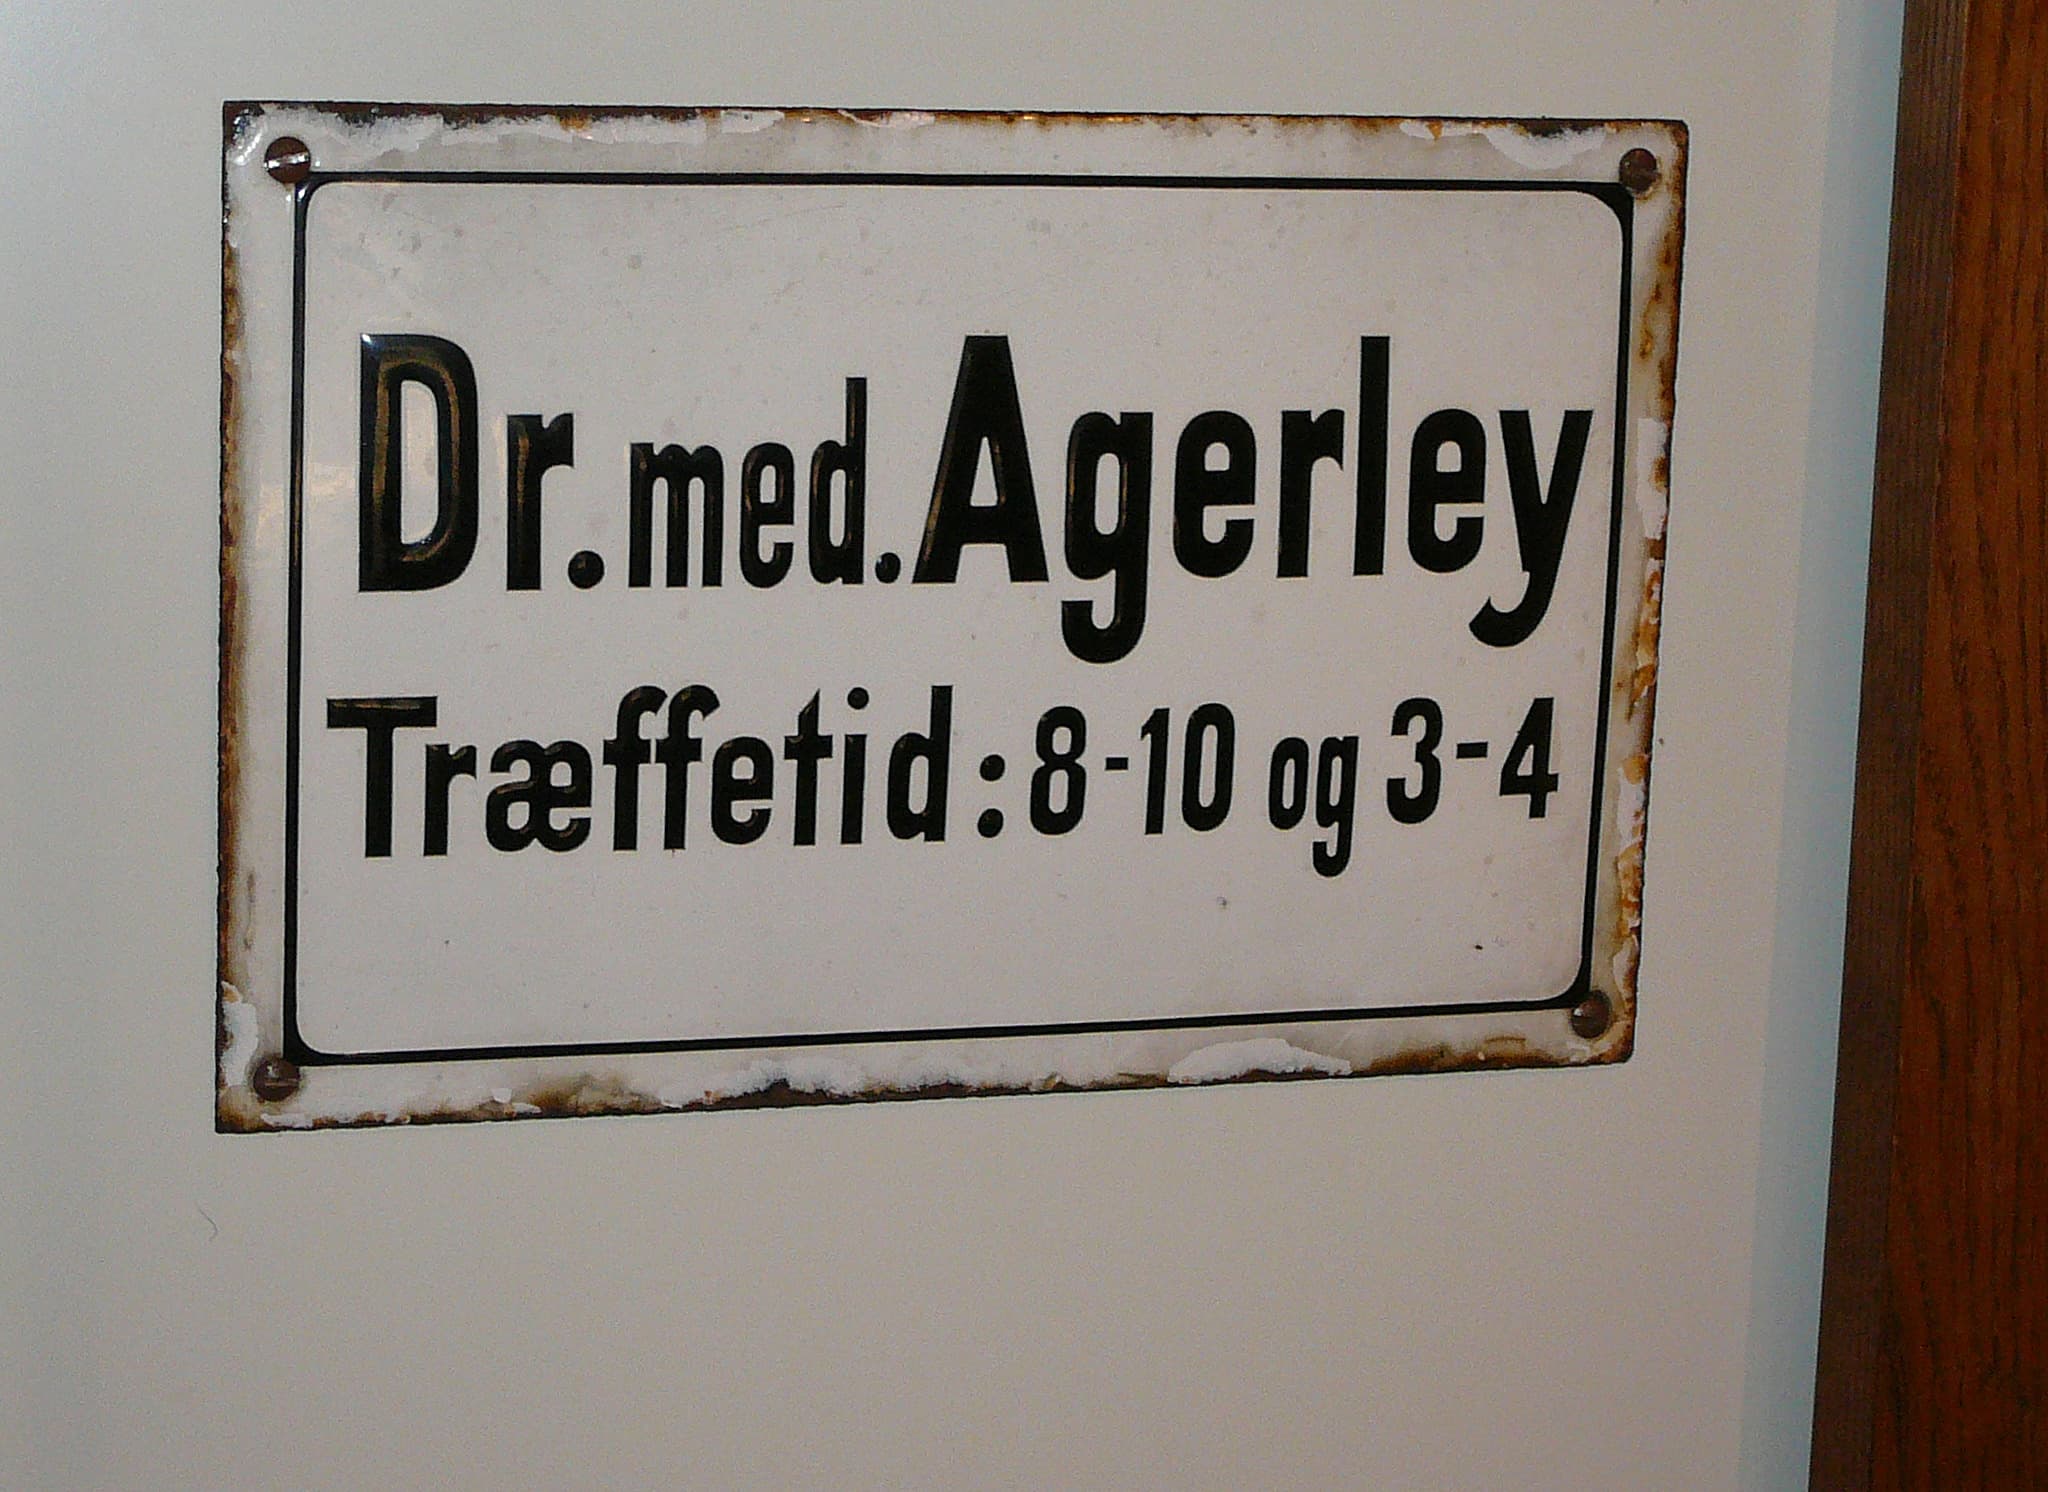 Dr. med. Agerley
Træffetid: 8-10 og 3-4